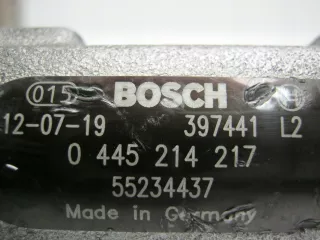 015 BOSCH
12-07-19 397441 L2
0 445 214 217
55234437
Made in Germany